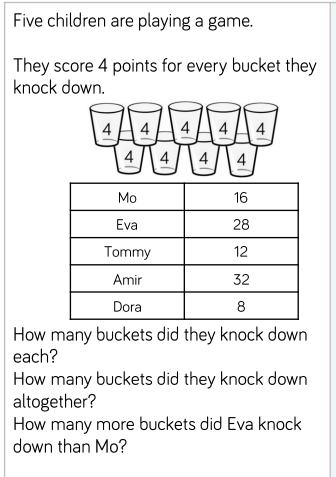 Five children are playing a game.
They score 4 points for every bucket they
knock down.
4 4 4 4 4
4 4 4 4
Mo 16
Eva 28
Tommy 12
Amir 32
Dora 8
How many buckets did they knock down
each?
How many buckets did they knock down
altogether?
How many more buckets did Eva knock
down than Mo?